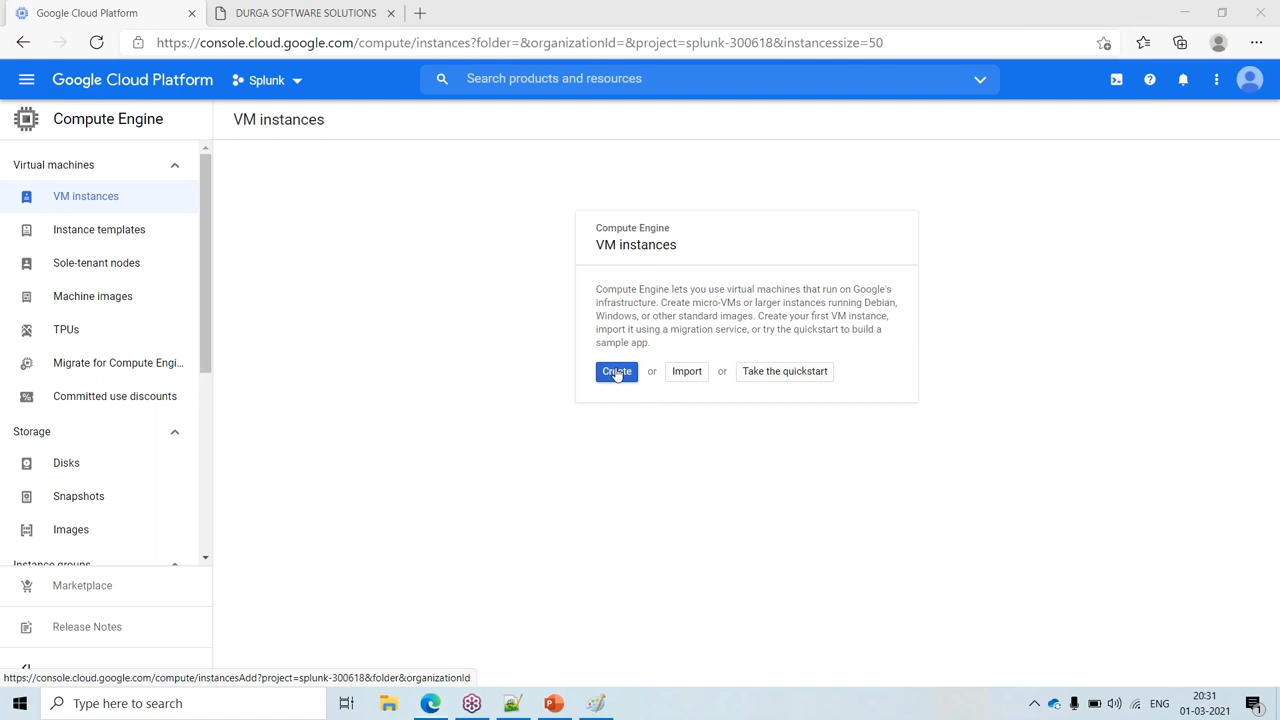 Google Cloud Platform
DURGA SOFTWARE SOLUTIONS
https://console.cloud.google.com/compute/instances?folder=&organizationId=&project=splunk-300618&instancessize=50
Google Cloud Platform
Splunk
Search products and resources
Compute Engine
VM instances
Virtual machines
VM instances
Instance templates
Sole-tenant nodes
Machine images
TPUs
Migrate for Compute Engi...
Committed use discounts
Storage
Disks
Snapshots
Images
Instance groups
Marketplace
Release Notes
Compute Engine
VM instances
Compute Engine lets you use virtual machines that run on Google's
infrastructure. Create micro-VMs or larger instances running Debian,
Windows, or other standard images. Create your first VM instance,
import it using a migration service, or try the quickstart to build a
sample app.
Create or Import or Take the quickstart
https://console.cloud.google.com/compute/instancesAdd?project=splunk-300618&folder&organizationId
Type here to search
ENG
20:31
01-03-2021
1